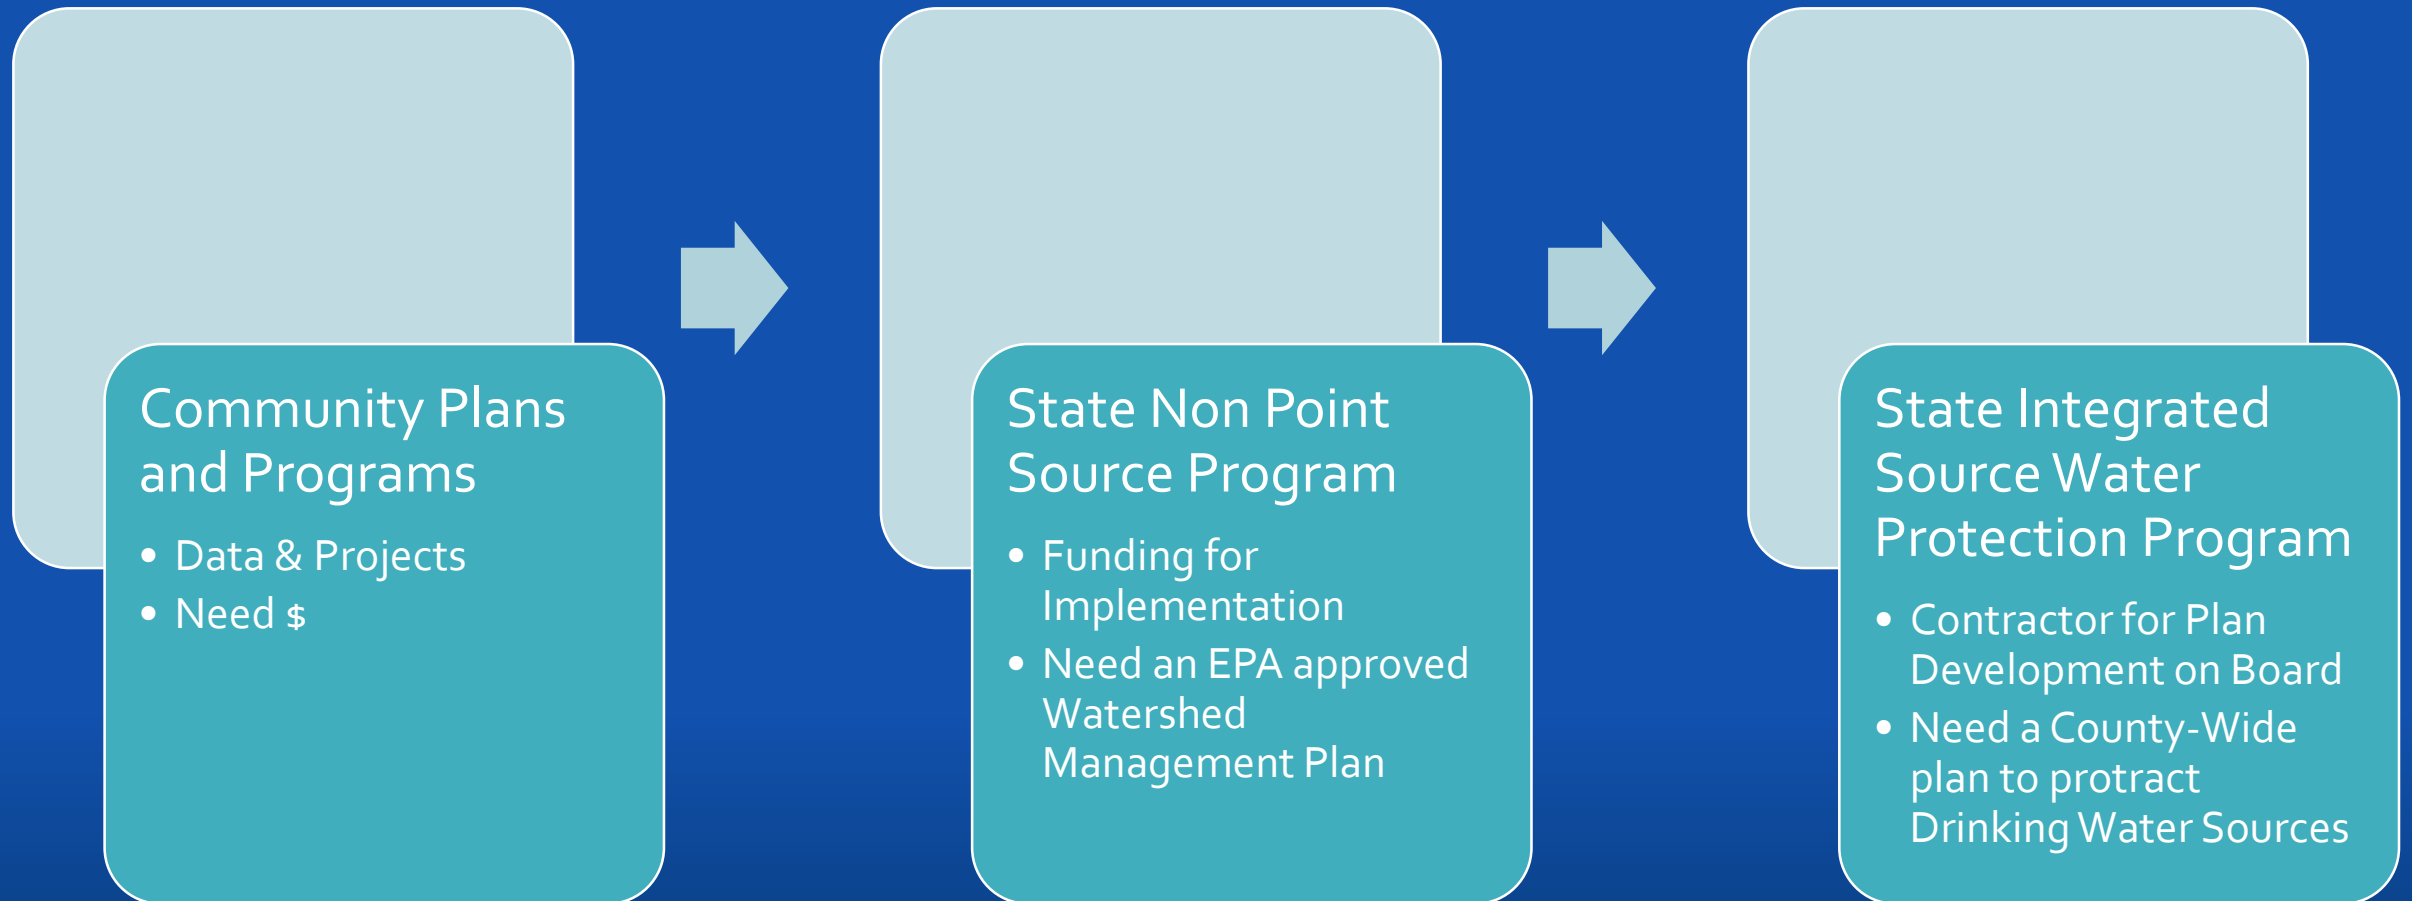 Community Plans
and Programs
• Data & Projects
• Need $
State Non Point
Source Program
• Funding for
Implementation
• Need an EPA approved
Watershed
Management Plan
State Integrated
Source Water
Protection Program
• Contractor for Plan
Development on Board
• Need a County-Wide
plan to protract
Drinking Water Sources